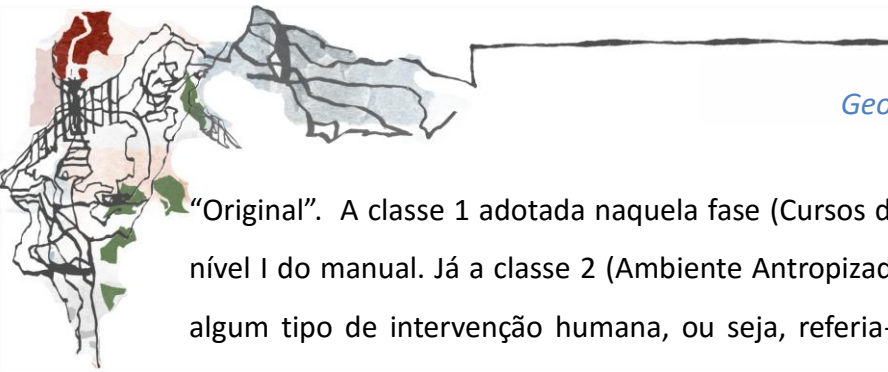 Geo
“Original”. A classe 1 adotada naquela fase (Cursos d
nível I do manual. Já a classe 2 (Ambiente Antropizad
algum tipo de intervenção humana, ou seja, referia-